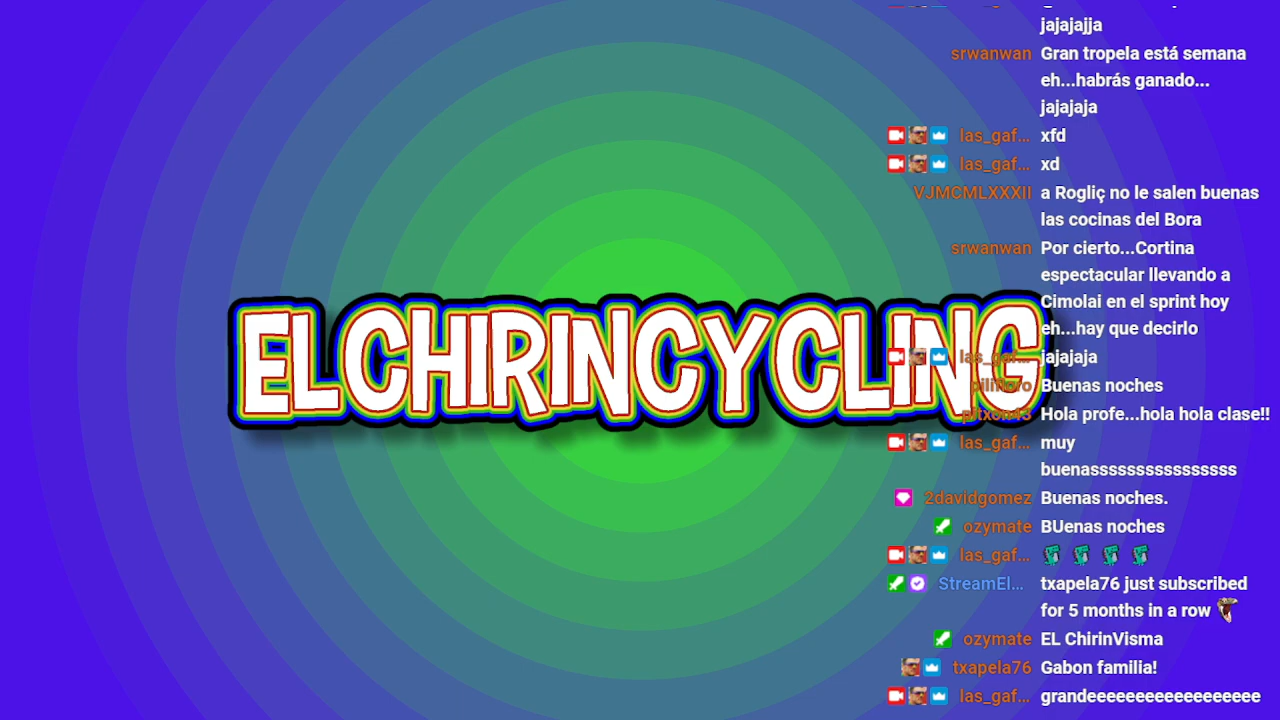 jajajajja
srwanwan Gran tropela está semana
eh...habrás ganado...
jajajaja
las_gaf... xfd
las_gaf... xd
VJMCMLXXXII a Rogliç no le salen buenas
las cocinas del Bora
srwanwan Por cierto...Cortina
espectacular llevando a
Cimolai en el sprint hoy
eh...hay que decirlo
ELCHIRINCYCLING
las_gaf... jajajaja
Buenas noches
Hola profe...hola hola clase!!
las_gaf... muy
buenasssssssssssssss
2davidgomez Buenas noches.
ozymate BUenas noches
las_gaf...
StreamEl... txapela76 just subscribed
for 5 months in a row
ozymate EL ChirinVisma
txapela76 Gabon familia!
las_gaf... grandeeeeeeeeeeeeeeeeee